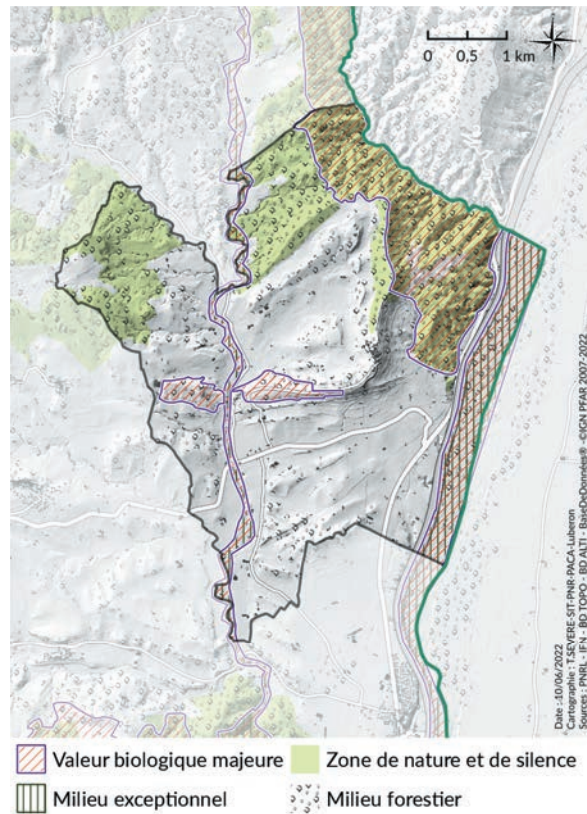 0 0,5 1 km
Date : 10/06/2022
Cartographie : T.SEVERE-SIT-PNR-PACA-Luberon
Sources : PNRL - IFN - BD TOPO - BD ALTI - BaseDeDonnees® ©IGN PFAR 2007-2022
Valeur biologique majeure
Zone de nature et de silence
Milieu exceptionnel
Milieu forestier